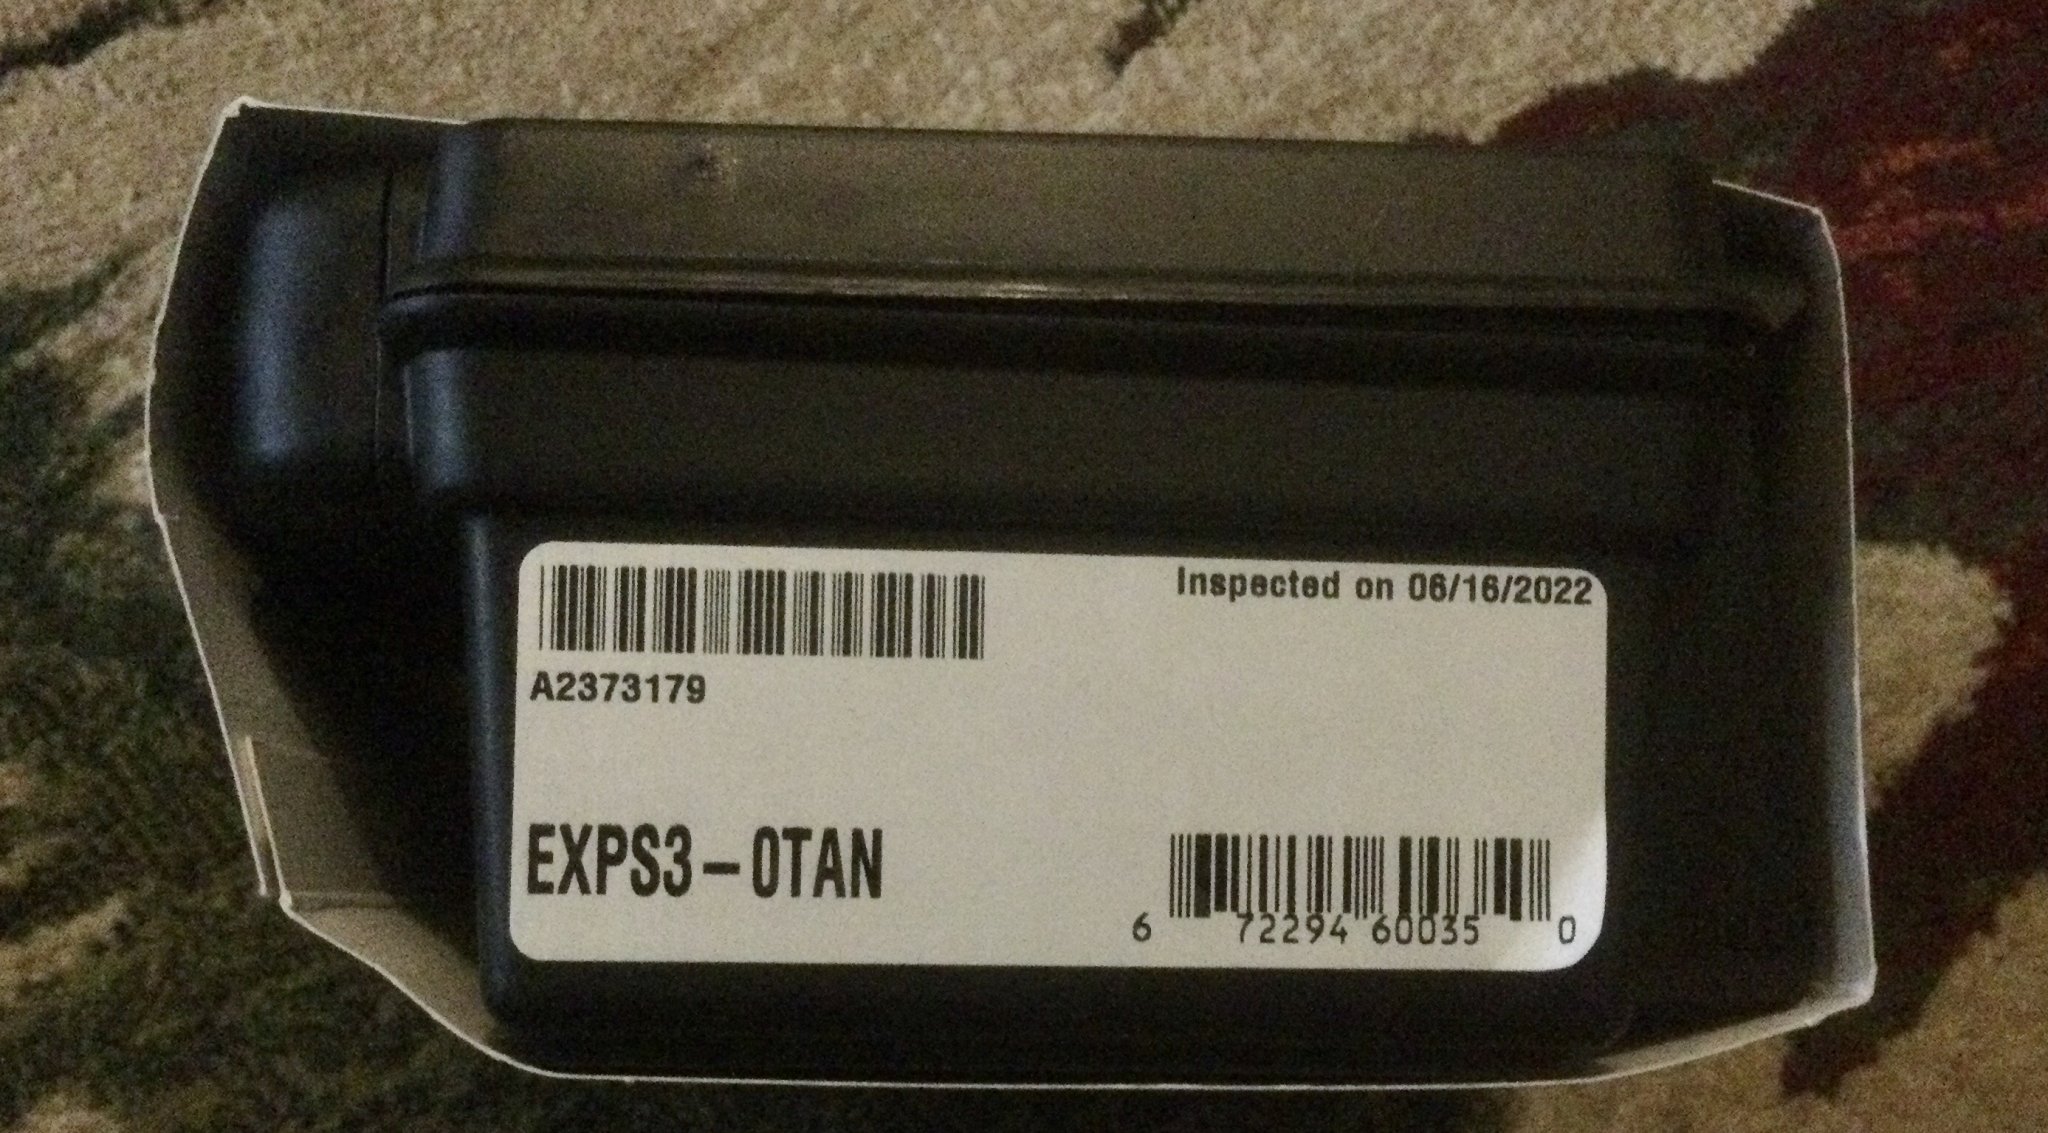 Inspected on 06/16/2022
A2373179
EXPS3-0TAN
6 72294 60035 0